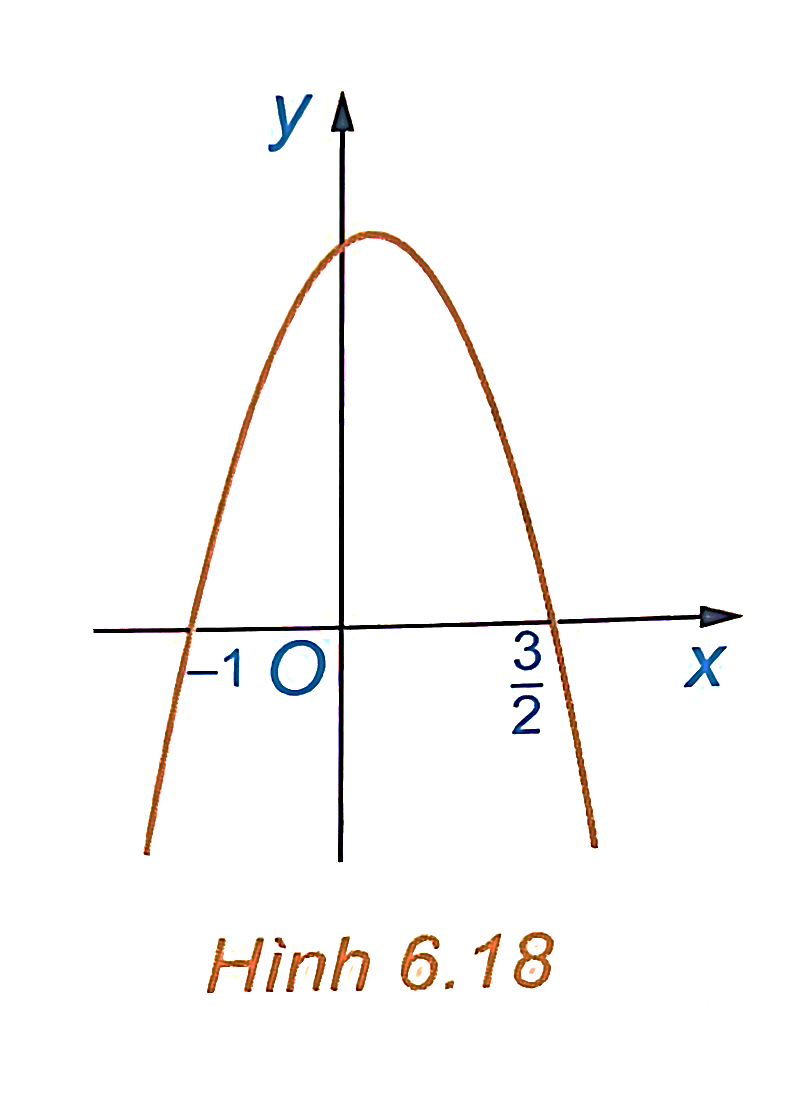 y
–1 O 3/2 x
Hình 6.18